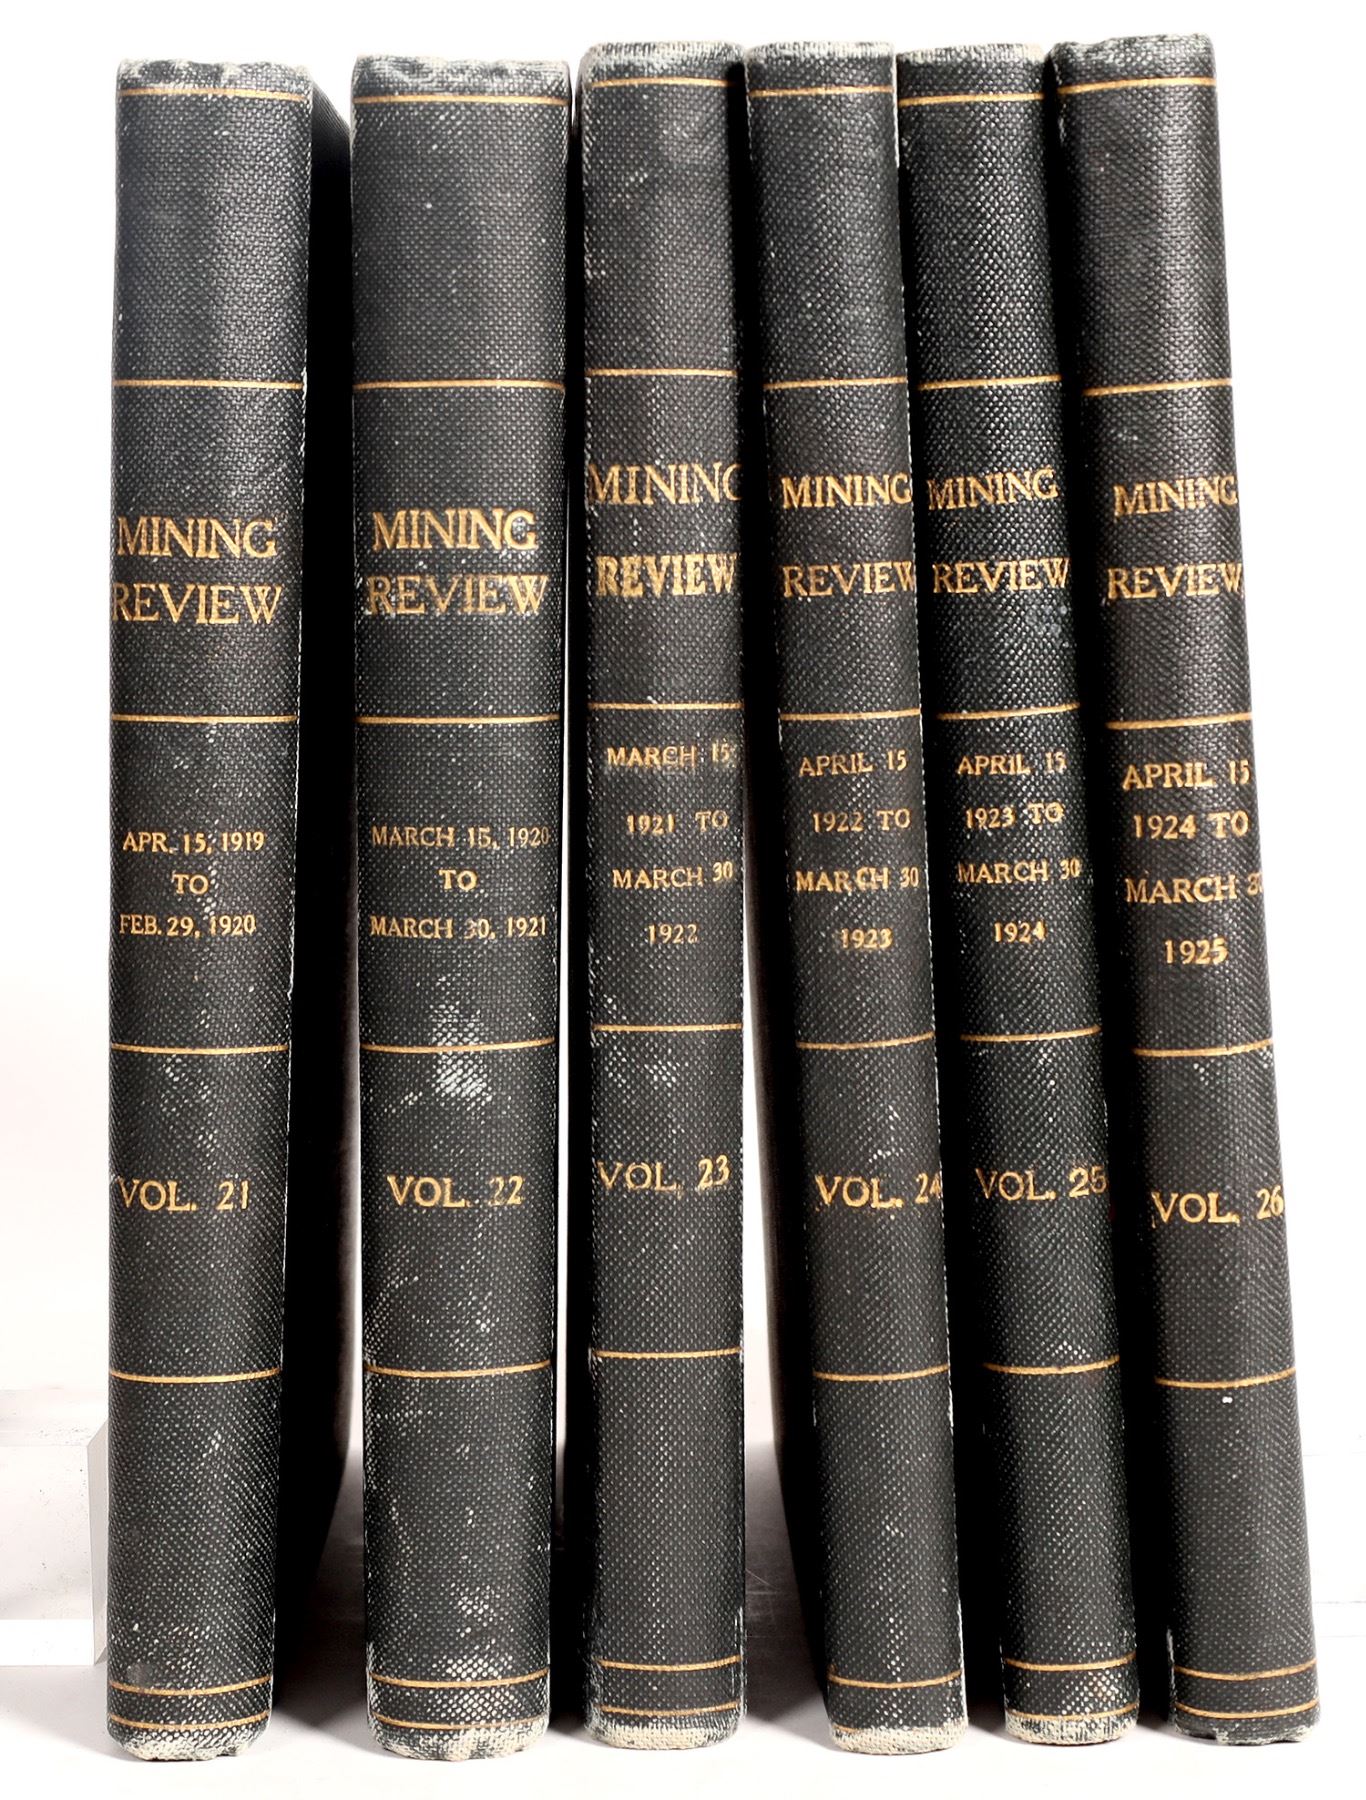 MINING
REVIEW
APR. 15, 1919
TO
FEB. 29, 1920
VOL. 21
MINING
REVIEW
MARCH 15, 1920
TO
MARCH 30, 1921
VOL. 22
MINING
REVIEW
MARCH 15
1921 TO
MARCH 30
1922
VOL. 23
MINING
REVIEW
APRIL 15
1922 TO
MARCH 30
1923
VOL. 24
MINING
REVIEW
APRIL 15
1923 TO
MARCH 30
1924
VOL. 25
MINING
REVIEW
APRIL 15
1924 TO
MARCH 30
1925
VOL. 26